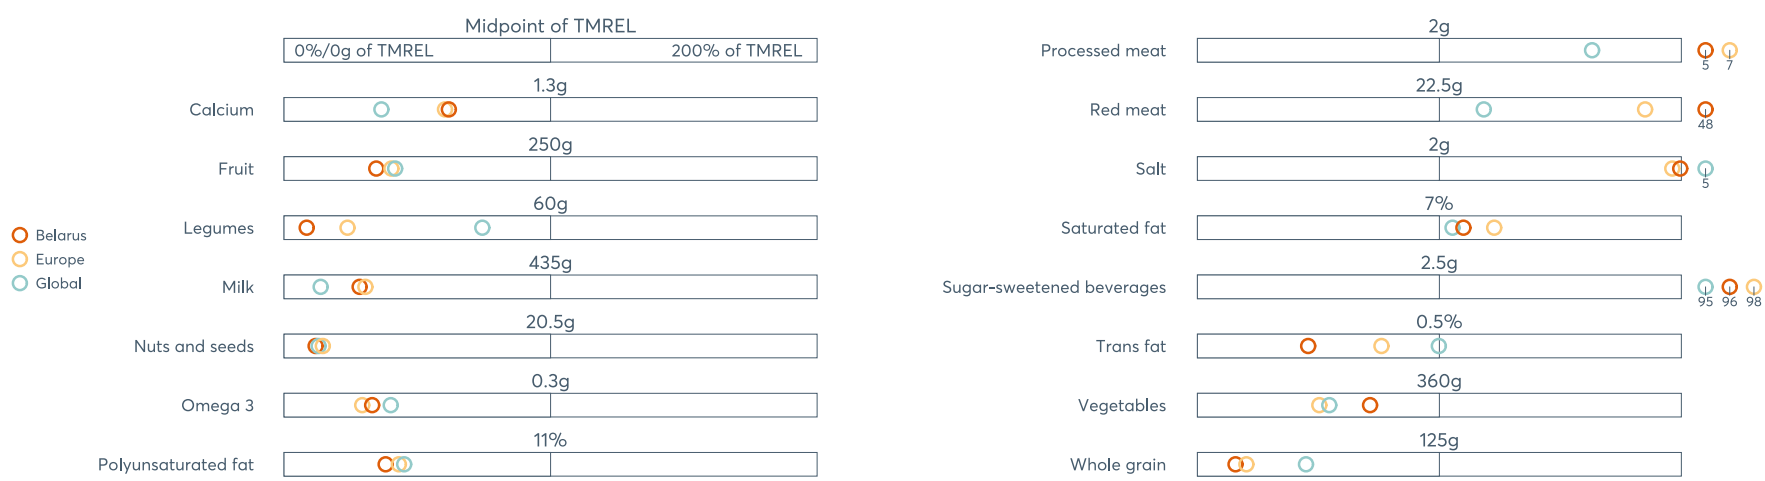 Midpoint of TMREL
0%/0g of TMREL 200% of TMREL
1.3g
Calcium
250g
Fruit
60g
Legumes
435g
Milk
20.5g
Nuts and seeds
0.3g
Omega 3
11%
Polyunsaturated fat
Belarus
Europe
Global
2g
Processed meat
5 7
22.5g
Red meat
48
2g
Salt
5
7%
Saturated fat
2.5g
Sugar-sweetened beverages
95 96 98
0.5%
Trans fat
360g
Vegetables
125g
Whole grain